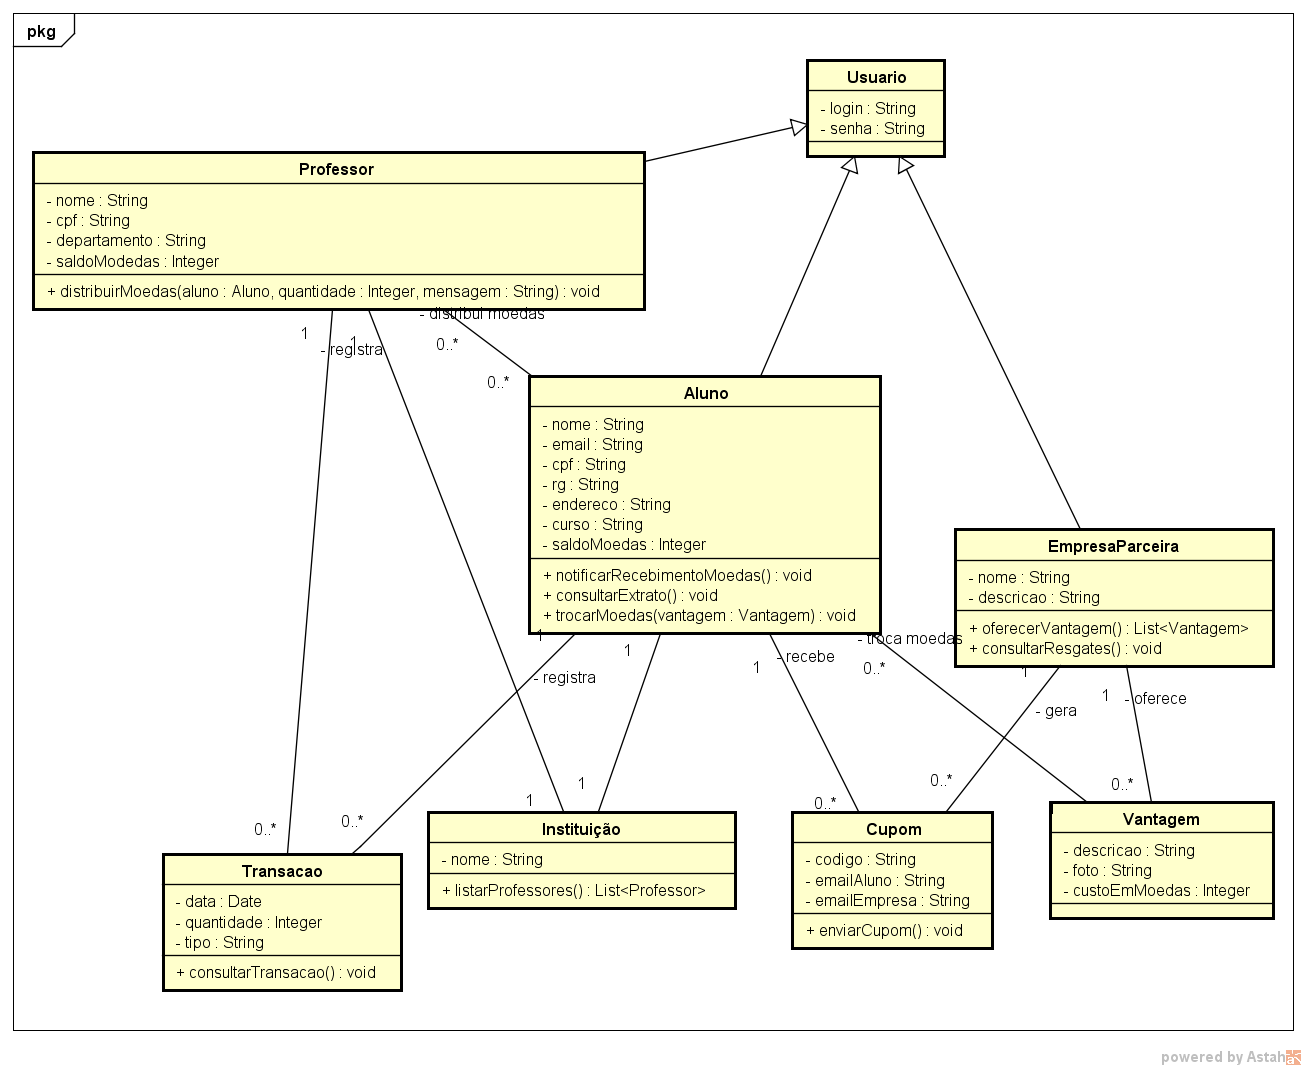 pkg
Usuario
- login : String
- senha : String
Professor
- nome : String
- cpf : String
- departamento : String
- saldoModedas : Integer
+ distribuirMoedas(aluno : Aluno, quantidade : Integer, mensagem : String) : void
- distribui moedas
1
1
- registra
0..*
0..*
Aluno
- nome : String
- email : String
- cpf : String
- rg : String
- endereco : String
- curso : String
- saldoMoedas : Integer
+ notificarRecebimentoMoedas() : void
+ consultarExtrato() : void
+ trocarMoedas(vantagem : Vantagem) : void
EmpresaParceira
- nome : String
- descricao : String
+ oferecerVantagem() : List<Vantagem>
+ consultarResgates() : void
1
- registra
1
1
- recebe
- troca moedas
0..*
1
- gera
1
- oferece
0..*
0..*
1
1
0..*
0..*
0..*
Transacao
- data : Date
- quantidade : Integer
- tipo : String
+ consultarTransacao() : void
Instituição
- nome : String
+ listarProfessores() : List<Professor>
Cupom
- codigo : String
- emailAluno : String
- emailEmpresa : String
+ enviarCupom() : void
Vantagem
- descricao : String
- foto : String
- custoEmMoedas : Integer
powered by Astah